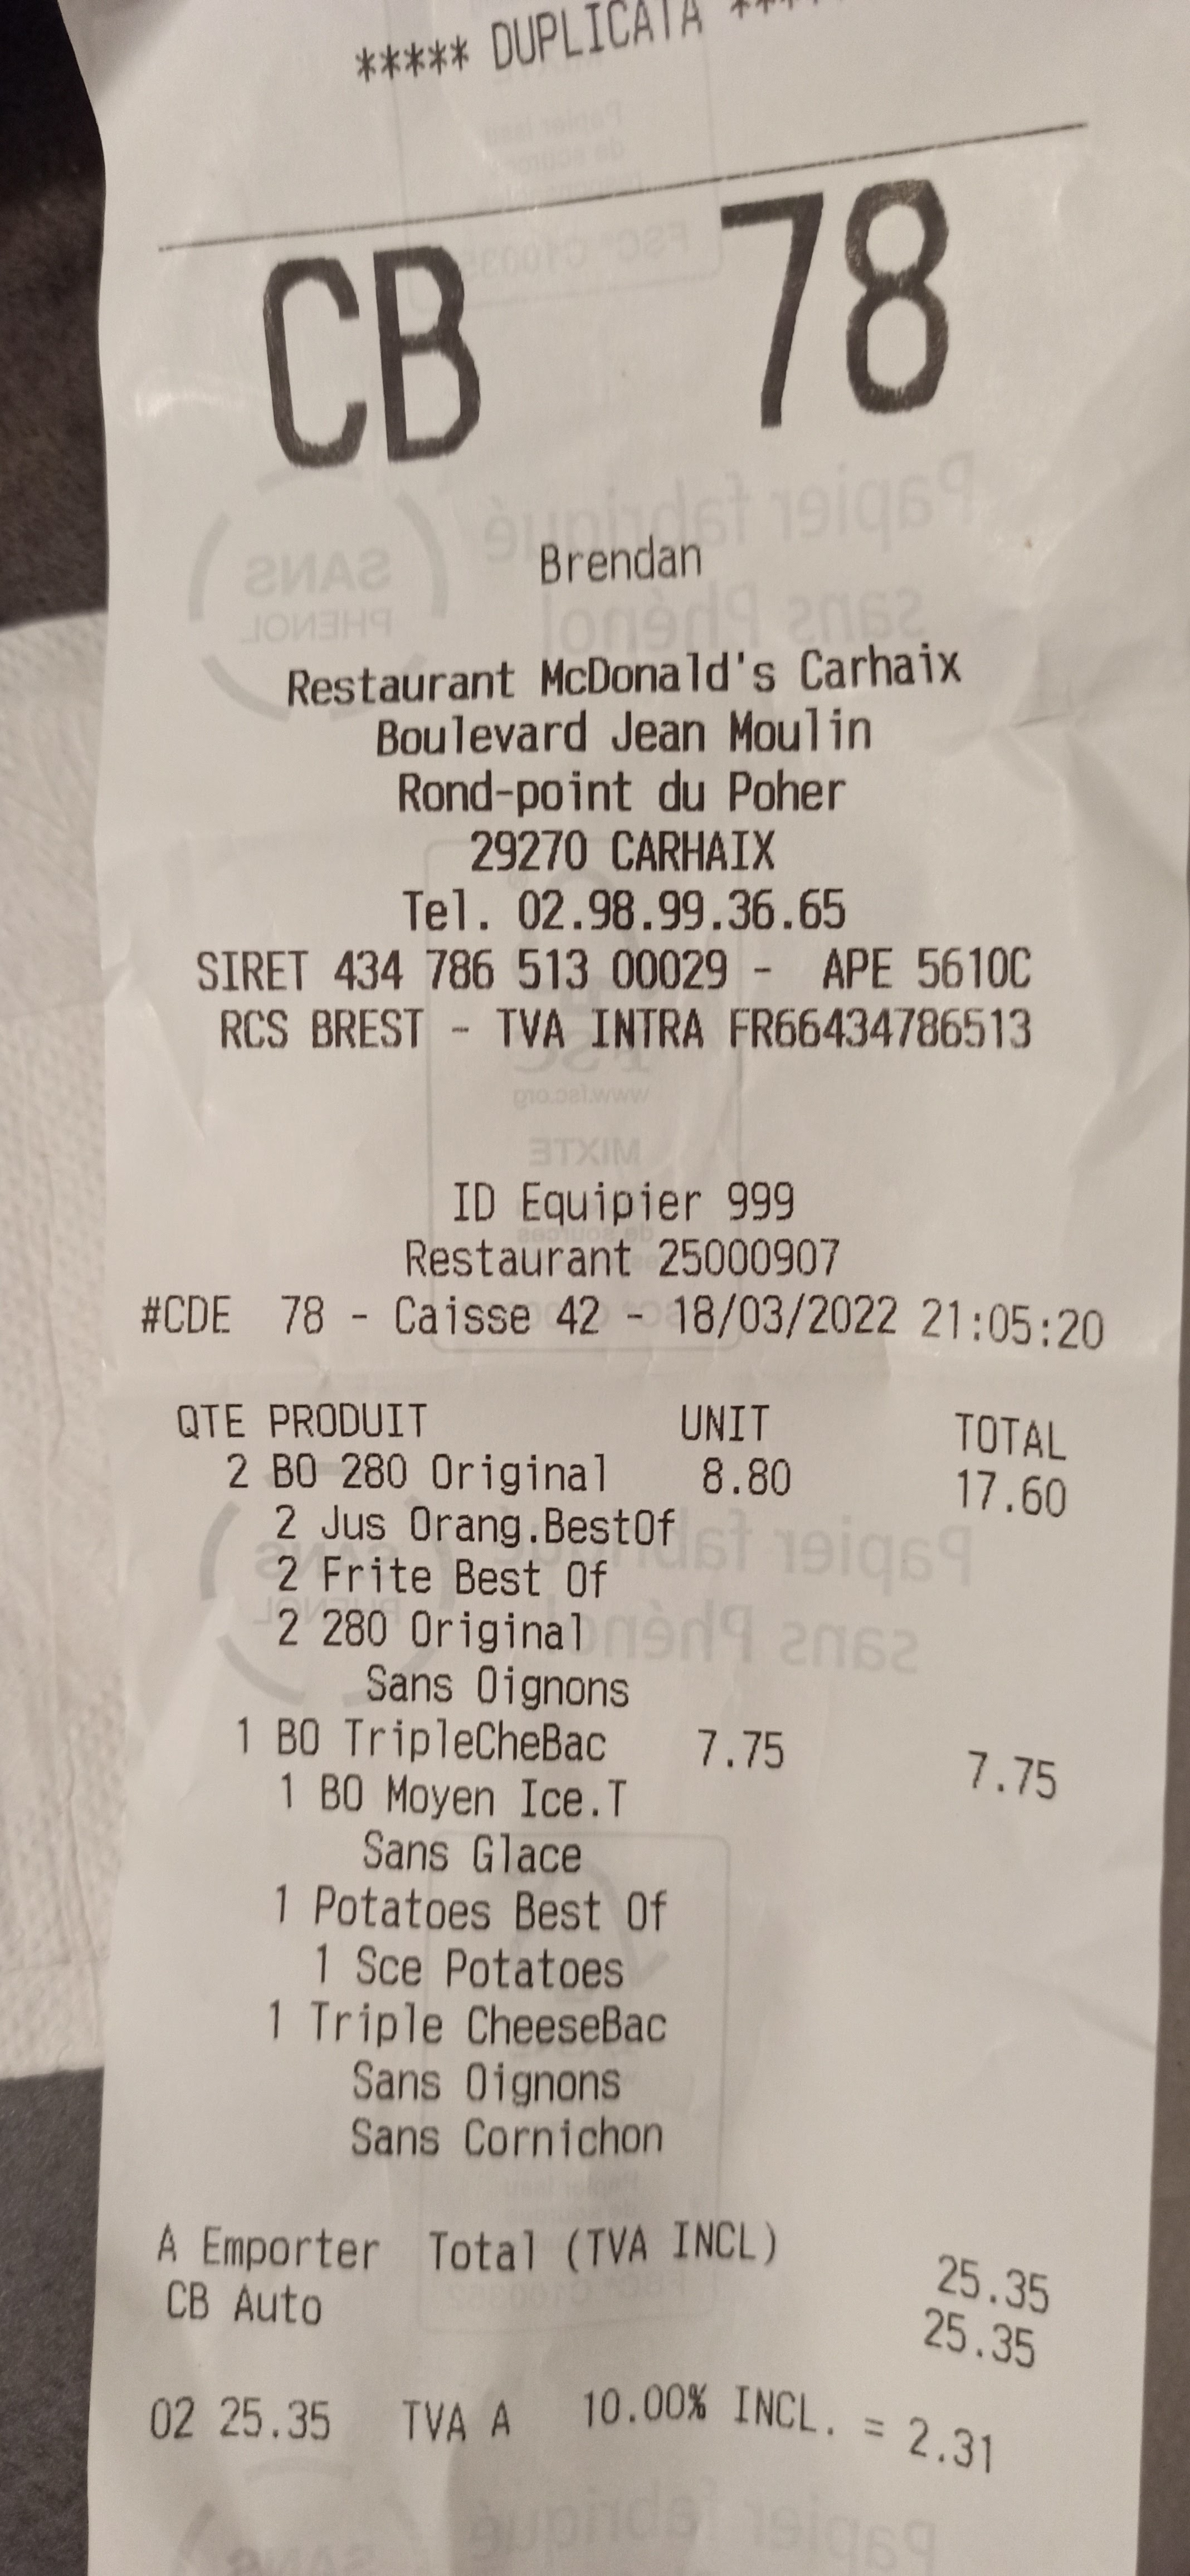 ***** DUPLICATA ****
CB 78
Brendan
Restaurant McDonald's Carhaix
Boulevard Jean Moulin
Rond-point du Poher
29270 CARHAIX
Tel. 02.98.99.36.65
SIRET 434 786 513 00029 - APE 5610C
RCS BREST - TVA INTRA FR66434786513
ID Equipier 999
Restaurant 25000907
#CDE 78 - Caisse 42 - 18/03/2022 21:05:20
QTE PRODUIT UNIT TOTAL
2 BO 280 Original 8.80 17.60
2 Jus Orang.BestOf
2 Frite Best Of
2 280 Original
Sans Oignons
1 BO TripleCheBac 7.75 7.75
1 BO Moyen Ice.T
Sans Glace
1 Potatoes Best Of
1 Sce Potatoes
1 Triple CheeseBac
Sans Oignons
Sans Cornichon
A Emporter Total (TVA INCL) 25.35
CB Auto 25.35
02 25.35 TVA A 10.00% INCL. = 2.31